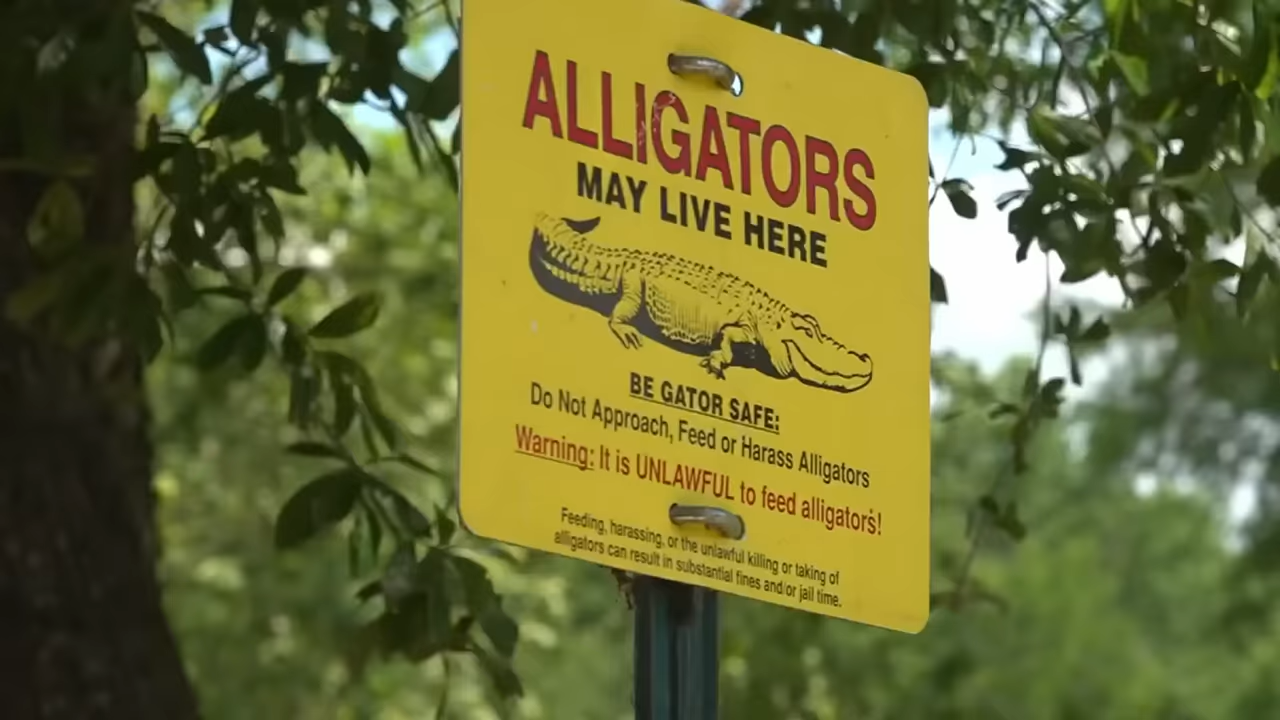 ALLIGATORS
MAY LIVE HERE
BE GATOR SAFE:
Do Not Approach, Feed or Harass Alligators
Warning: It is UNLAWFUL to feed alligators!
Feeding, harassing, or the unlawful killing or taking of
alligators can result in substantial fines and/or jail time.